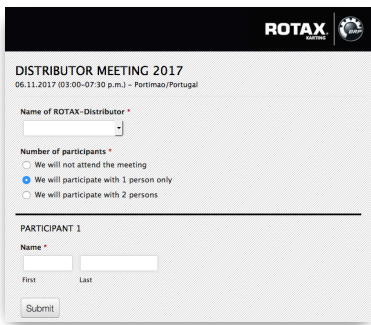 ROTAX
KARTING
BRP
DISTRIBUTOR MEETING 2017
06.11.2017 (03:00-07:30 p.m.) - Portimao/Portugal
Name of ROTAX-Distributor *
Number of participants *
We will not attend the meeting
We will participate with 1 person only
We will participate with 2 persons
PARTICIPANT 1
Name *
First Last
Submit